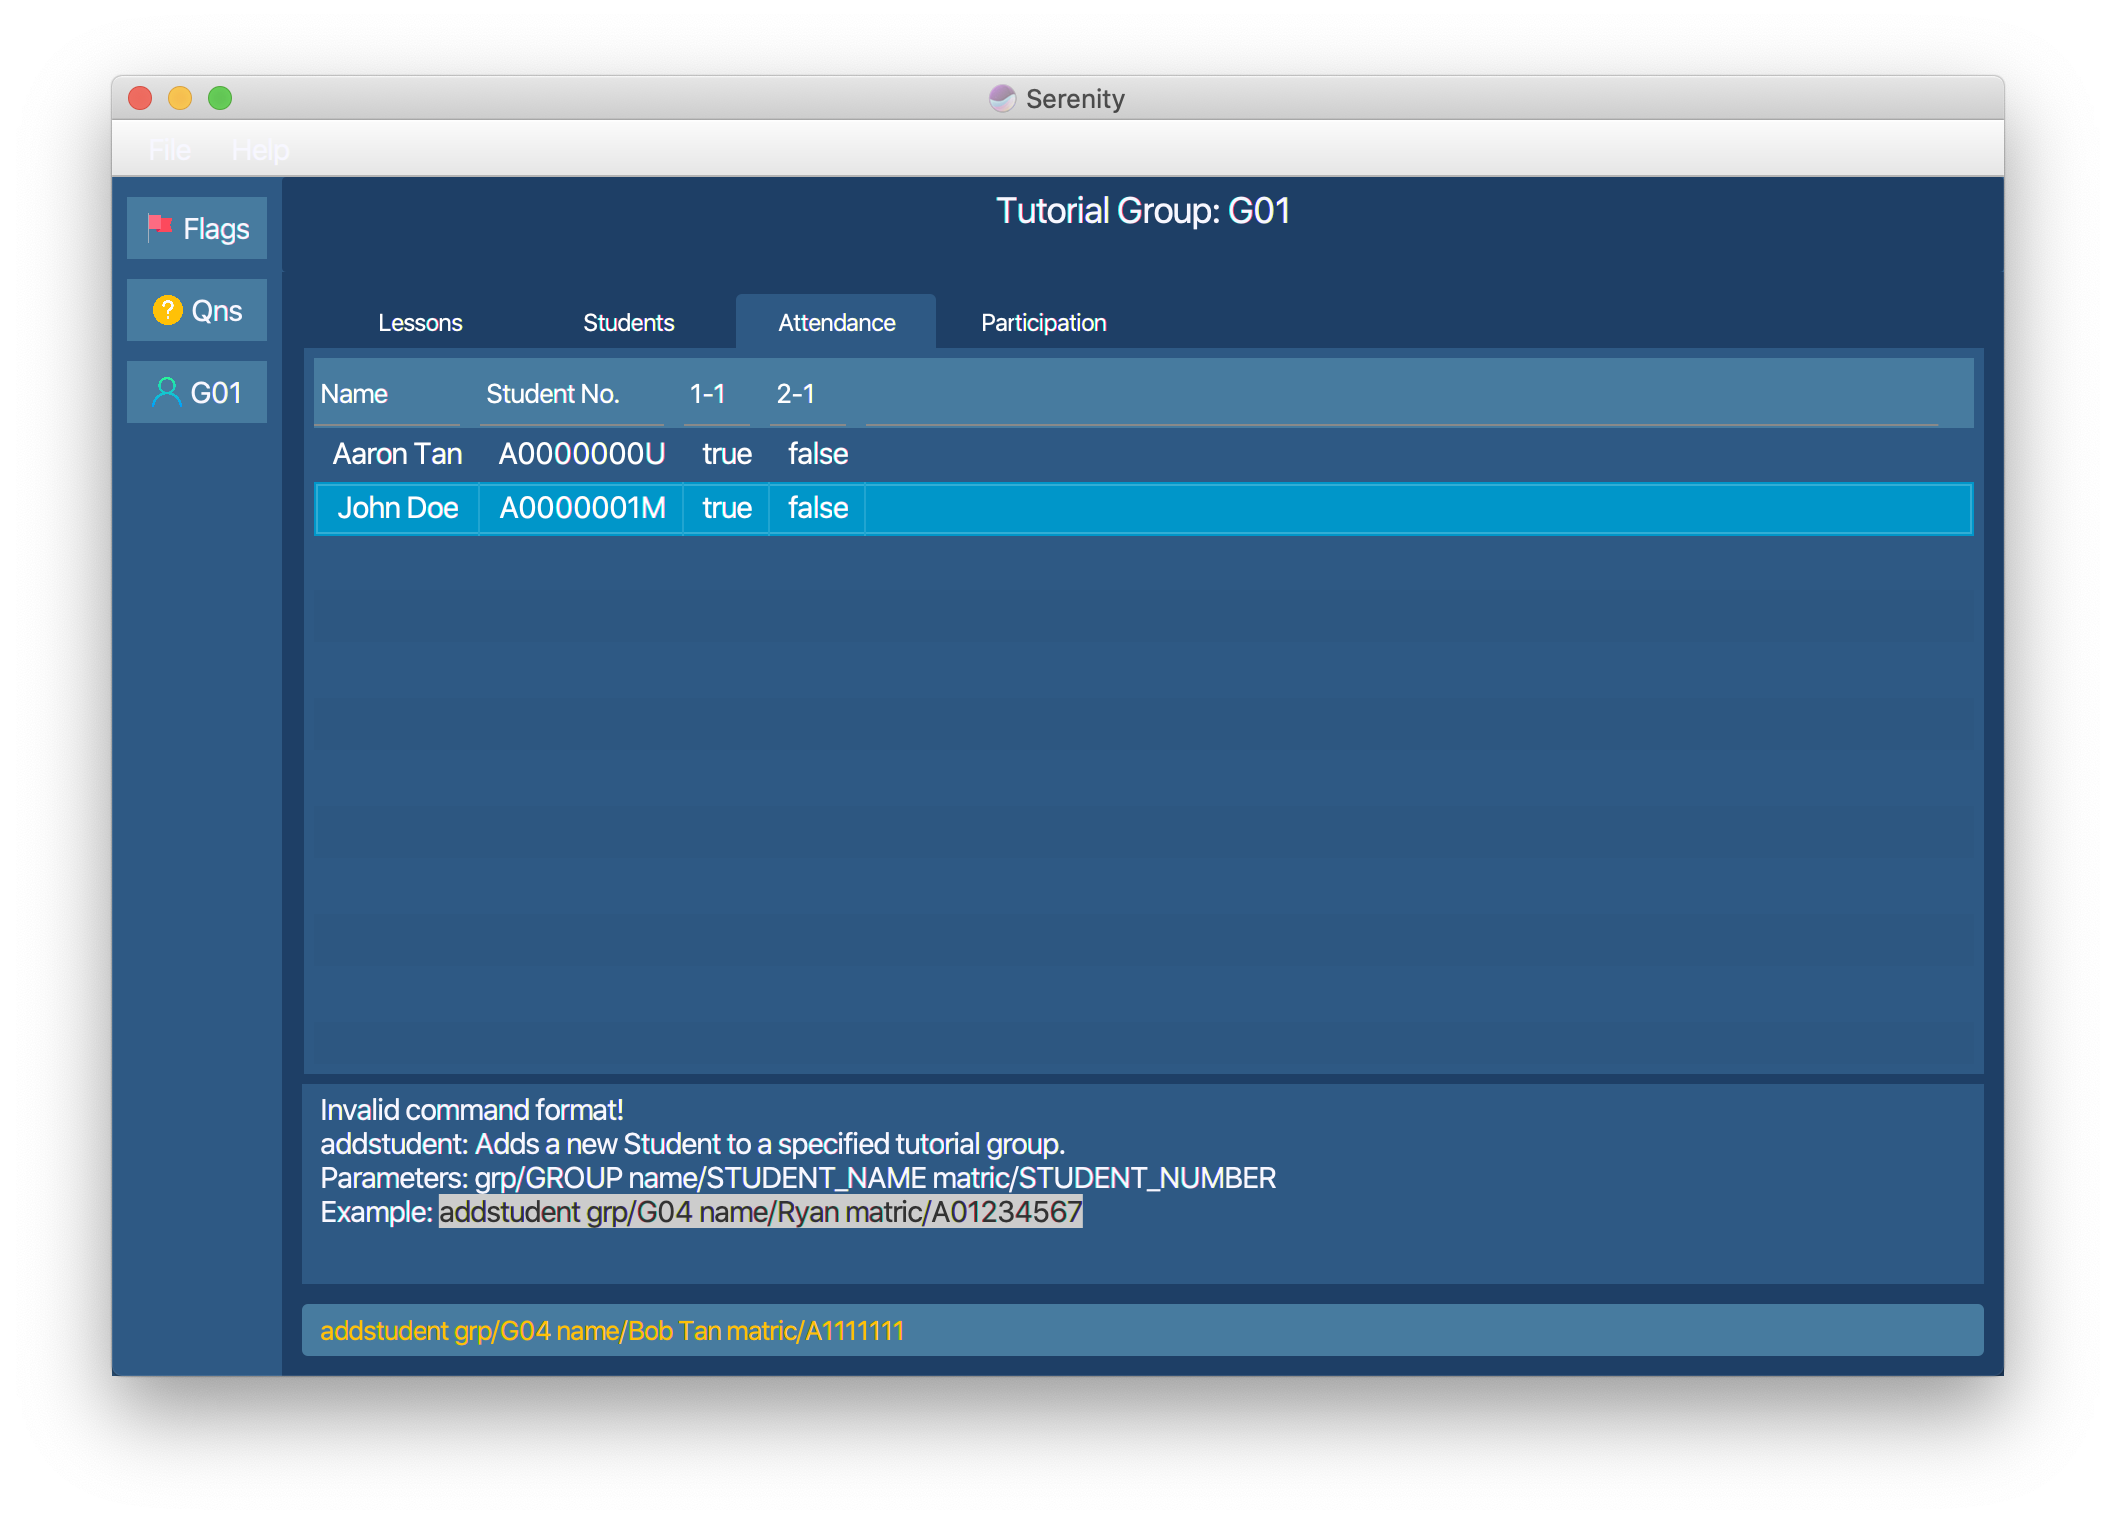 Serenity
File Help
Flags
Qns
G01
Tutorial Group: G01
Lessons Students Attendance Participation
Name Student No. 1-1 2-1
Aaron Tan A0000000U true false
John Doe A0000001M true false
Invalid command format!
addstudent: Adds a new Student to a specified tutorial group.
Parameters: grp/GROUP name/STUDENT_NAME matric/STUDENT_NUMBER
Example: addstudent grp/G04 name/Ryan matric/A01234567
addstudent grp/G04 name/Bob Tan matric/A1111111